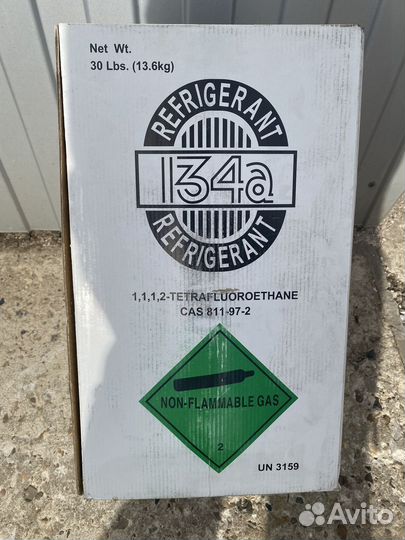 Net Wt.
30 Lbs. (13.6kg)
REFRIGERANT
134a
REFRIGERANT
1,1,1,2-TETRAFLUOROETHANE
CAS 811-97-2
NON-FLAMMABLE GAS
2
UN 3159
Avito